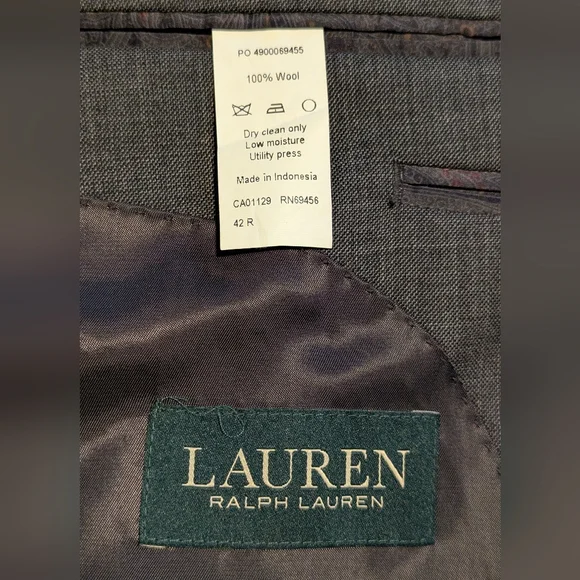 PO 4900069455
100% Wool
Dry clean only
Low moisture
Utility press
Made in Indonesia
CA01129 RN69456
42 R
LAUREN
RALPH LAUREN